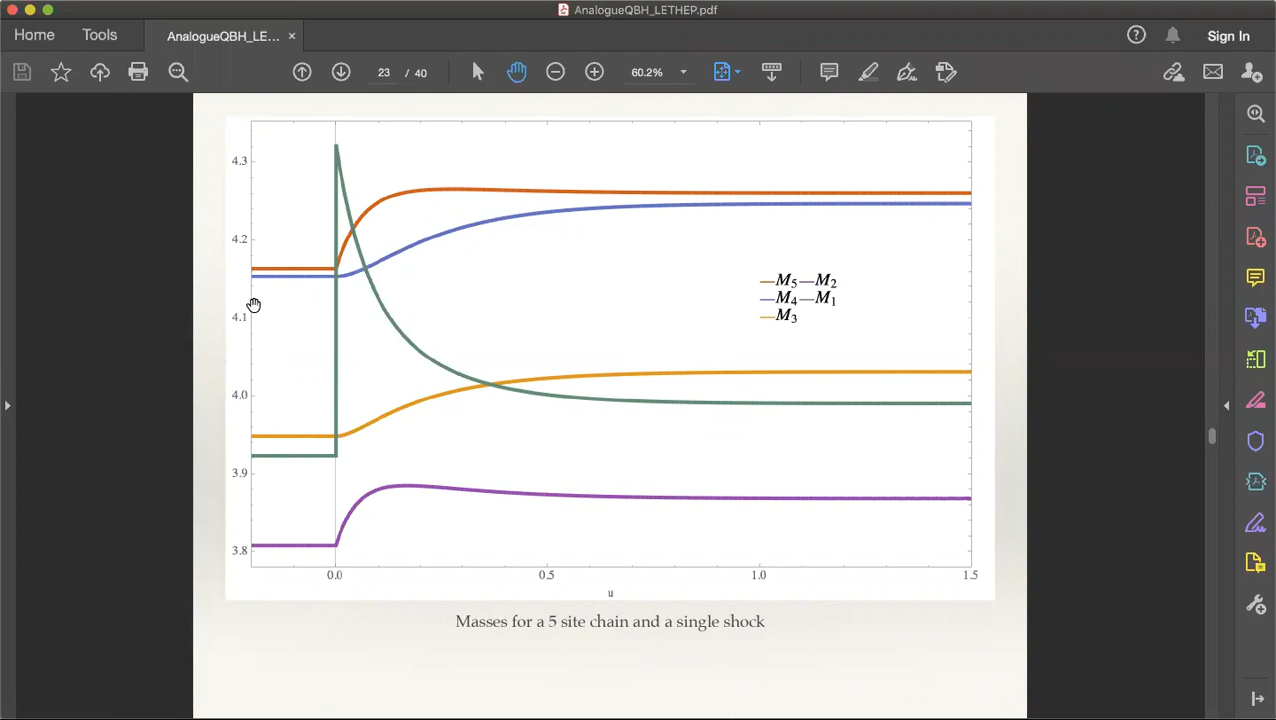 AnalogueQBH_LETHEP.pdf
Home Tools AnalogueQBH_LE... × Sign In
23 / 40 60.2%
4.3
4.2
4.1
4.0
3.9
3.8
M5 M2
M4 M1
M3
0.0 0.5 1.0 1.5
u
Masses for a 5 site chain and a single shock